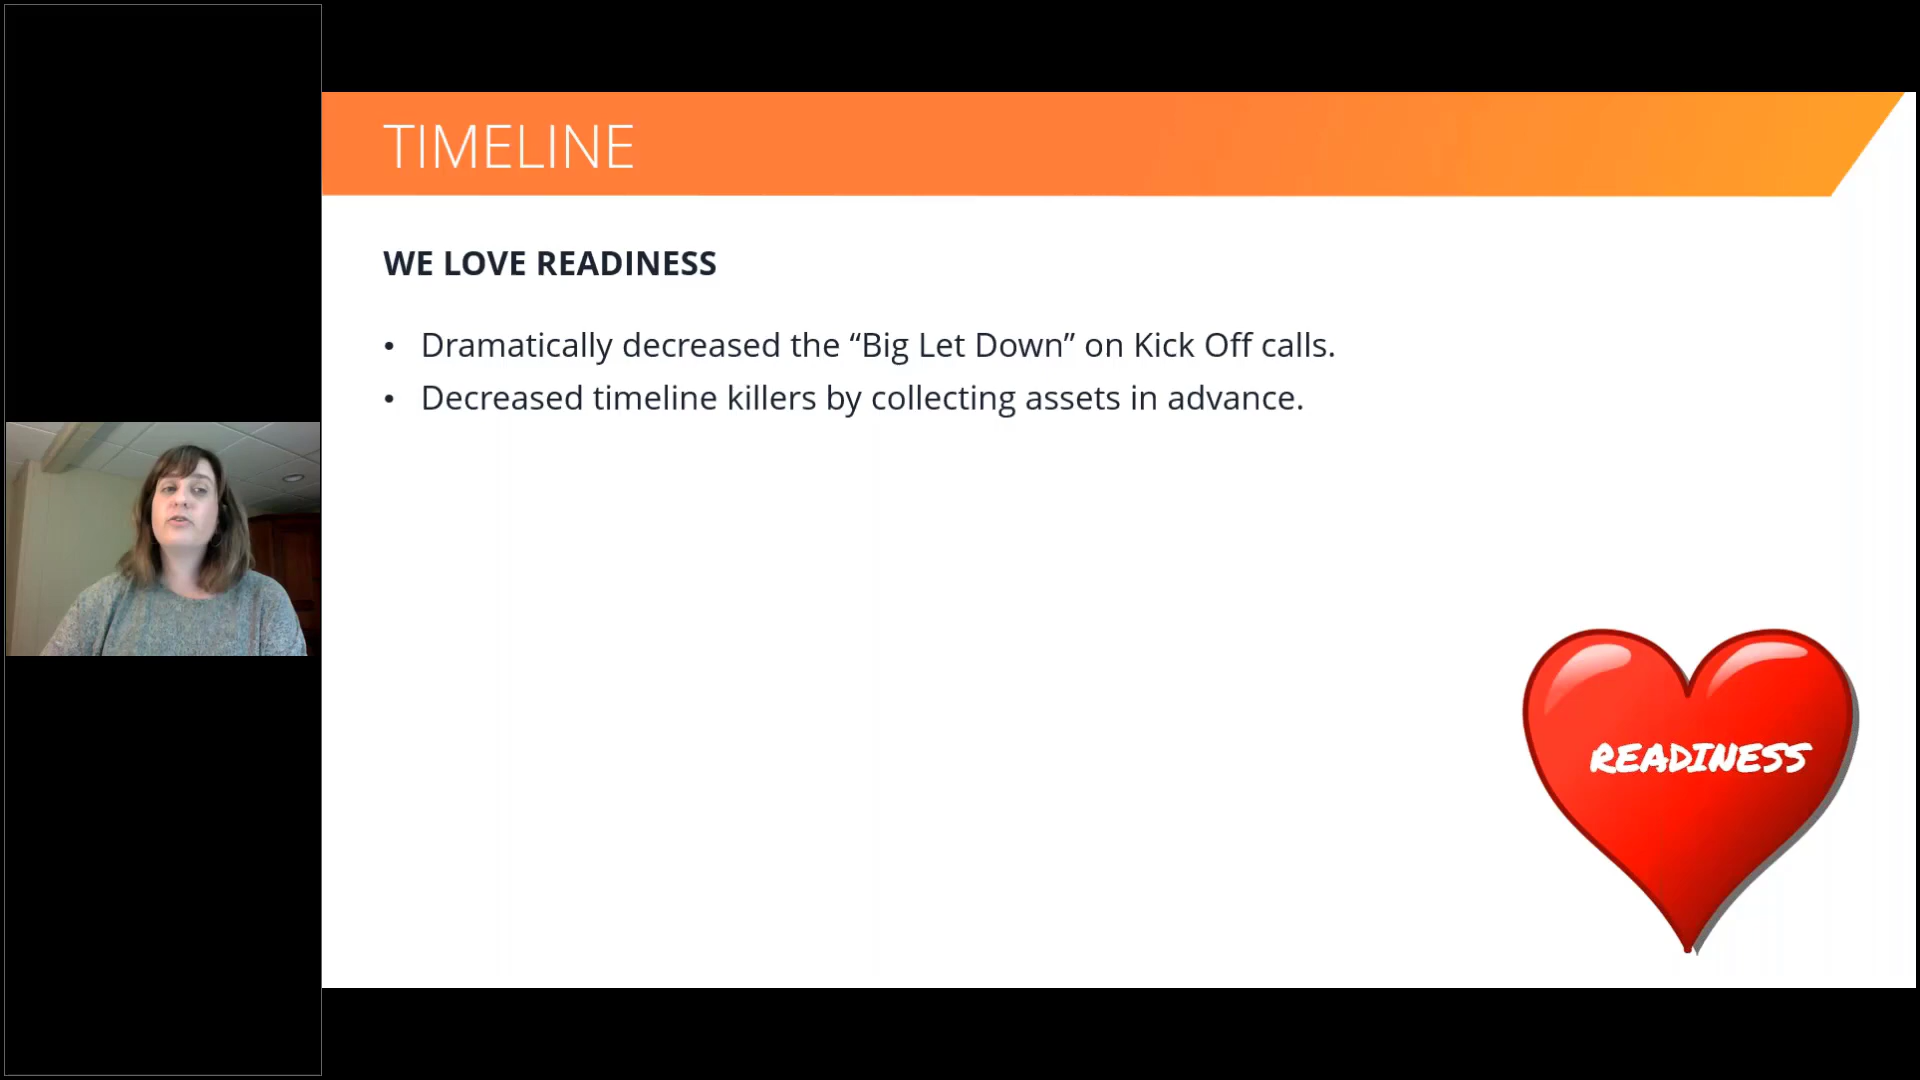 TIMELINE
WE LOVE READINESS
• Dramatically decreased the “Big Let Down” on Kick Off calls.
• Decreased timeline killers by collecting assets in advance.
READINESS